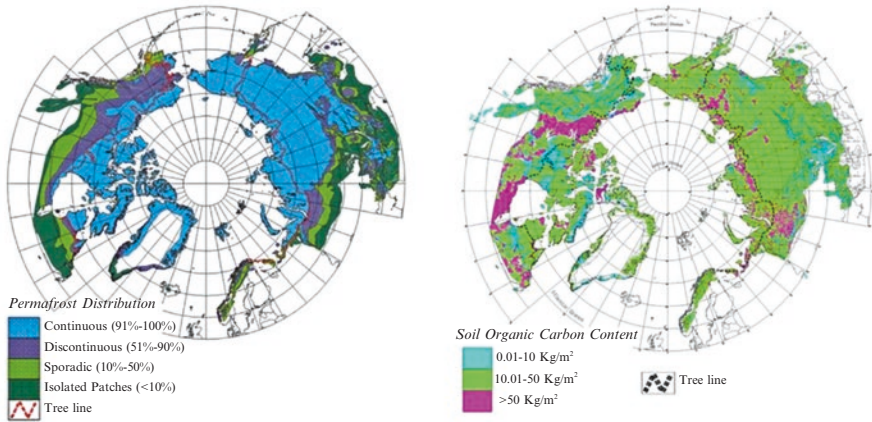 Permafrost Distribution
Continuous (91%-100%)
Discontinuous (51%-90%)
Sporadic (10%-50%)
Isolated Patches (<10%)
Tree line
Soil Organic Carbon Content
0.01-10 Kg/m²
10.01-50 Kg/m²
>50 Kg/m²
Tree line